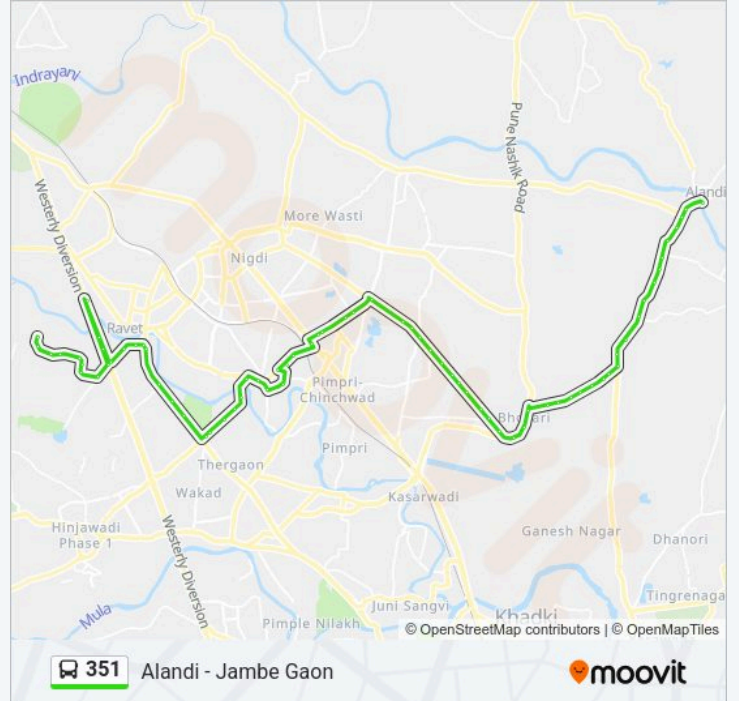 Indrayani
Pune Nashik Road
Alandi
Westerly Diversion
More Wasti
Nigdi
Ravet
Pimpri-
Chinchwad
Bhosari
Pimpri
Thergaon
Wakad
Kasarwadi
Hinjawadi
Phase 1
Westerly Diversion
Ganesh Nagar
Dhanori
Tingrenaga
Mula
Juni Sangvi
Khadki
Pimple Nilakh
© OpenStreetMap contributors | © OpenMapTiles
351 Alandi - Jambe Gaon
moovit